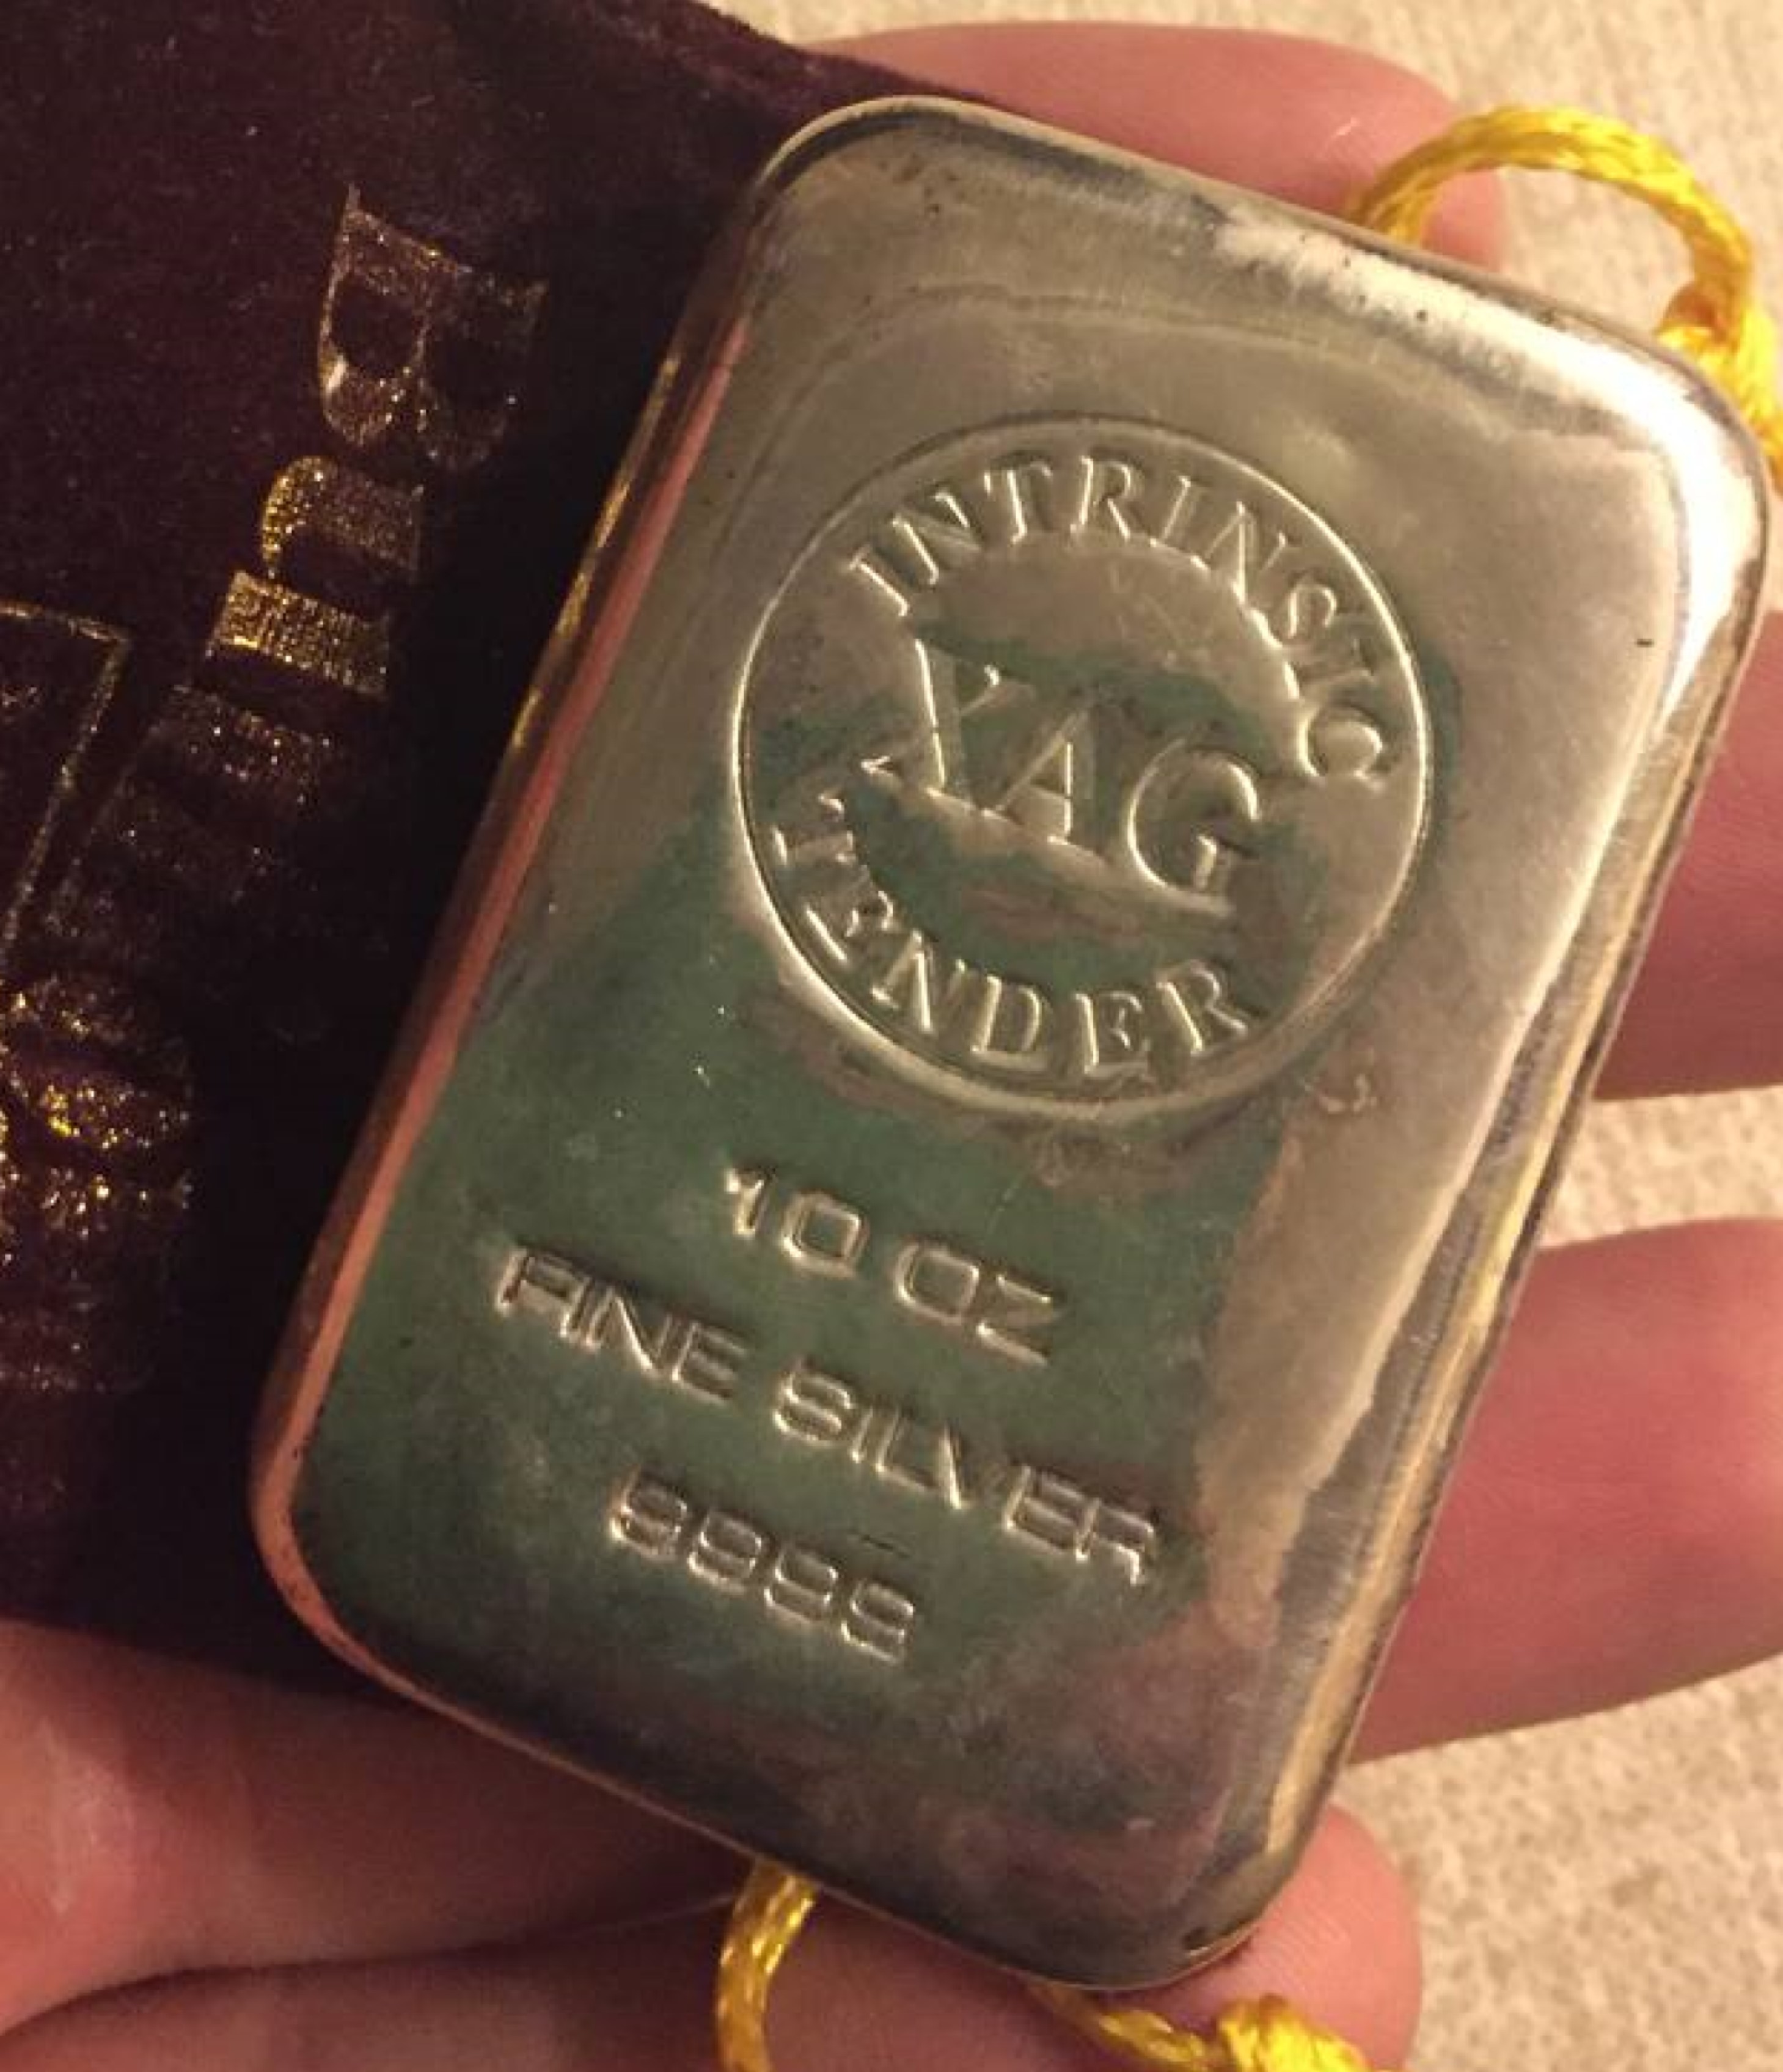 INTRINSIC
XAG
TENDER
10 OZ
FINE SILVER
9999